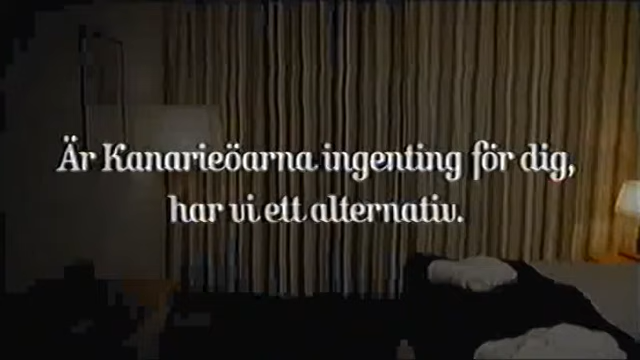 Är Kanarieöarna ingenting för dig,
har vi ett alternativ.